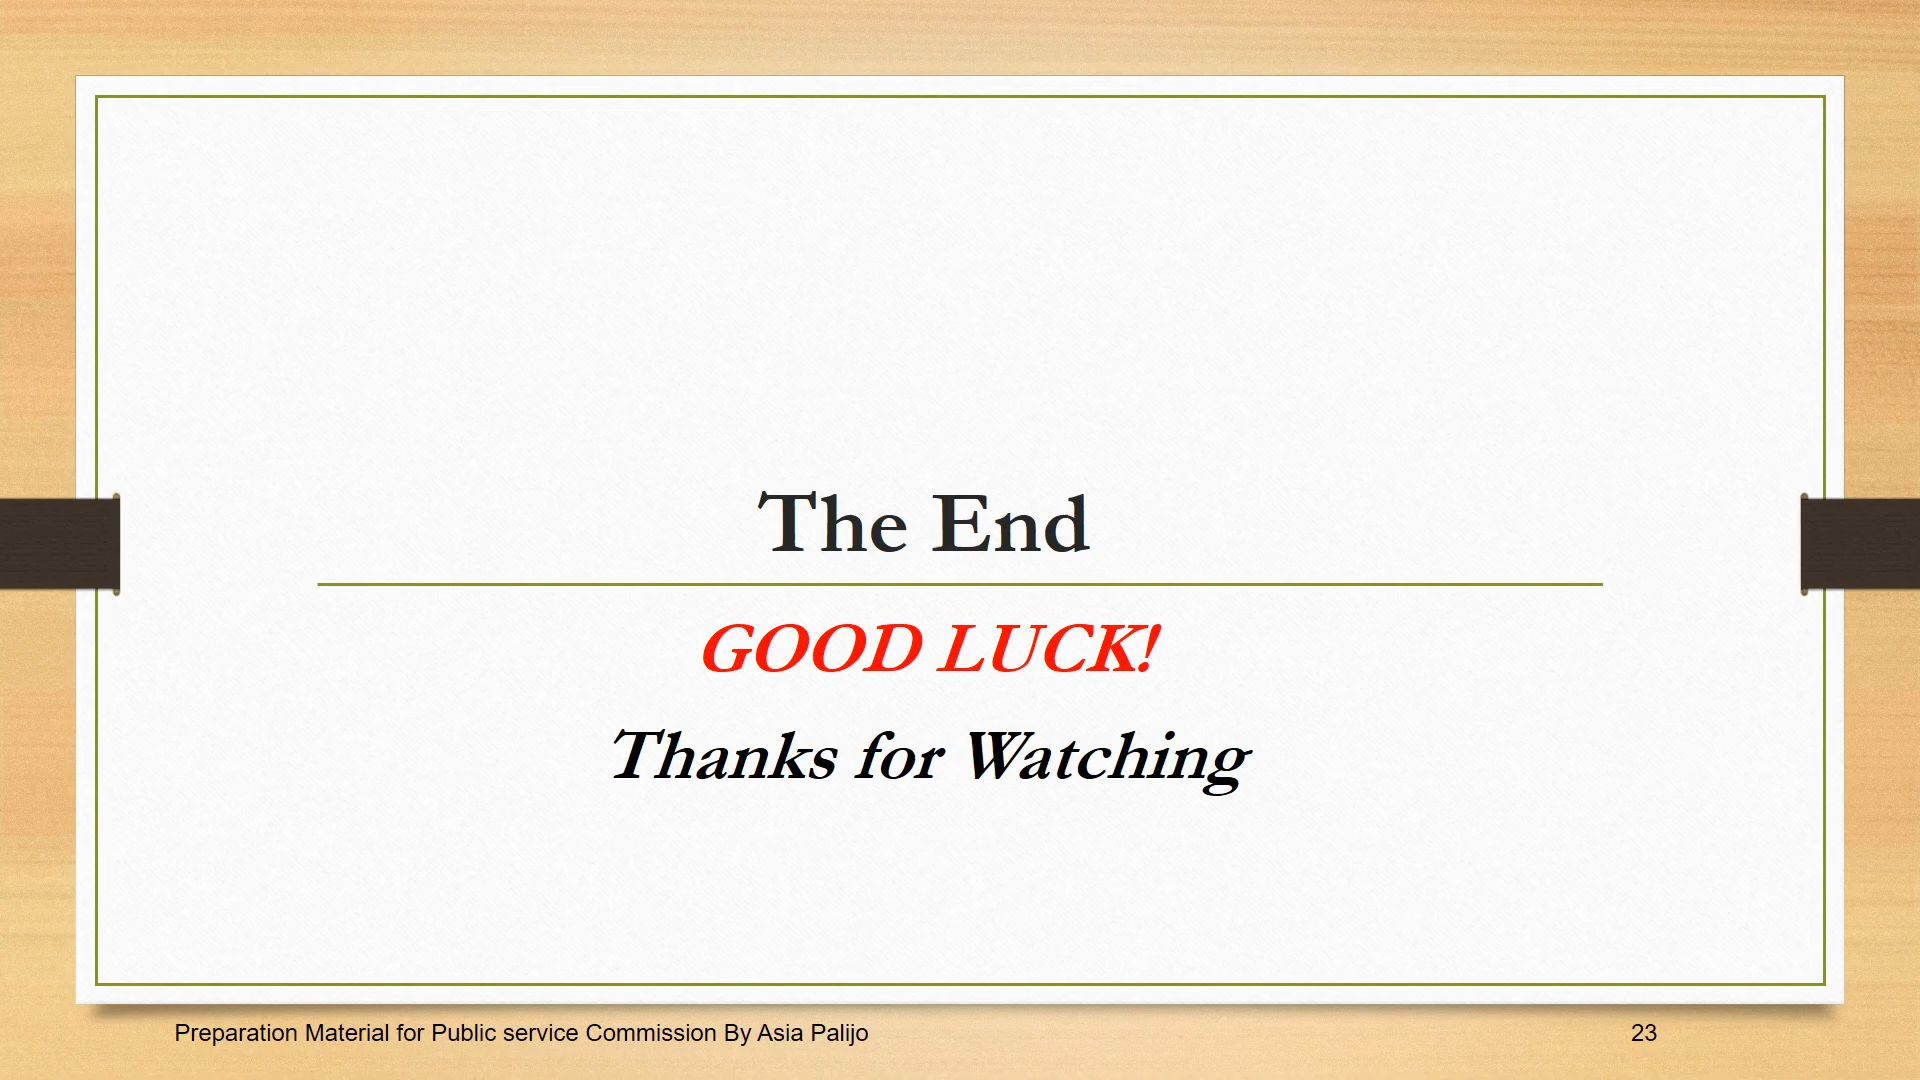 The End
GOOD LUCK!
Thanks for Watching
Preparation Material for Public service Commission By Asia Palijo
23